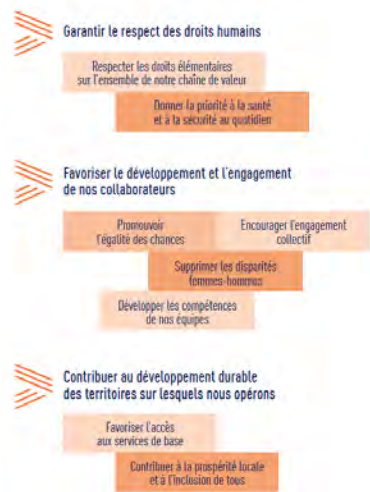 Garantir le respect des droits humains
Respecter les droits élémentaires
sur l'ensemble de notre chaîne de valeur
Donner la priorité à la santé
et à la sécurité au quotidien
Favoriser le développement et l'engagement
de nos collaborateurs
Promouvoir
l'égalité des chances
Encourager l'engagement
collectif
Supprimer les disparités
femmes-hommes
Développer les compétences
de nos équipes
Contribuer au développement durable
des territoires sur lesquels nous opérons
Favoriser l'accès
aux services de base
Contribuer à la prospérité locale
et à l'inclusion de tous